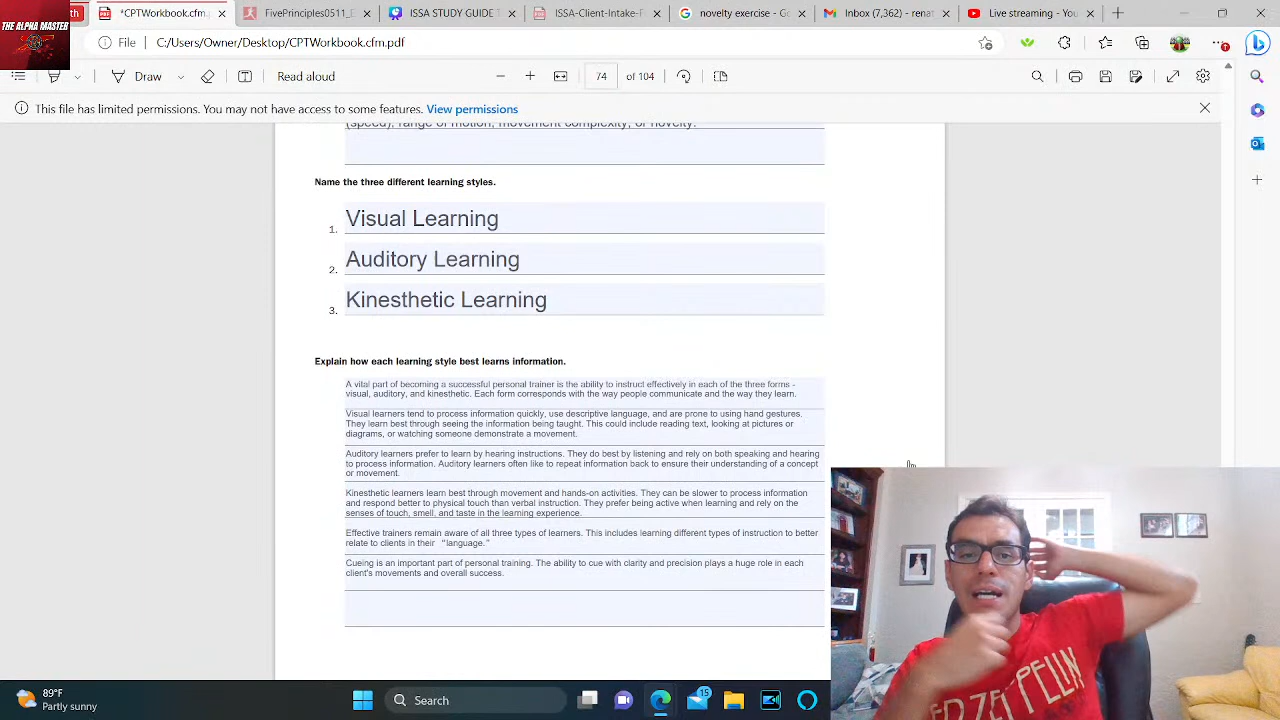 THE ALPHA MASTER
*CPTWorkbook.cfm.
FivePrinciples0511_E
ISSA STUDY GUIDE
ISSA-Client-Intake-F
prevelty exercise
Inbox (7,362) - renat
Live streaming - You
File
C:/Users/Owner/Desktop/CPTWorkbook.cfm.pdf
Draw
Read aloud
74
of 104
This file has limited permissions. You may not have access to some features. View permissions
(speed), range of motion, movement complexity, or novelty.
Name the three different learning styles.
1. Visual Learning
2. Auditory Learning
3. Kinesthetic Learning
Explain how each learning style best learns information.
A vital part of becoming a successful personal trainer is the ability to instruct effectively in each of the three forms -
visual, auditory, and kinesthetic. Each form corresponds with the way people communicate and the way they learn.
Visual learners tend to process information quickly, use descriptive language, and are prone to using hand gestures.
They learn best through seeing the information being taught. This could include reading text, looking at pictures or
diagrams, or watching someone demonstrate a movement.
Auditory learners prefer to learn by hearing instructions. They do best by listening and rely on both speaking and hearing
to process information. Auditory learners often like to repeat information back to ensure their understanding of a concept
or movement.
Kinesthetic learners learn best through movement and hands-on activities. They can be slower to process information
and respond better to physical touch than verbal instruction. They prefer being active when learning and rely on the
senses of touch, smell, and taste in the learning experience.
Effective trainers remain aware of all three types of learners. This includes learning different types of instruction to better
relate to clients in their “language.”
Cueing is an important part of personal training. The ability to cue with clarity and precision plays a huge role in each
client's movements and overall success.
89°F
Partly sunny
Search
15